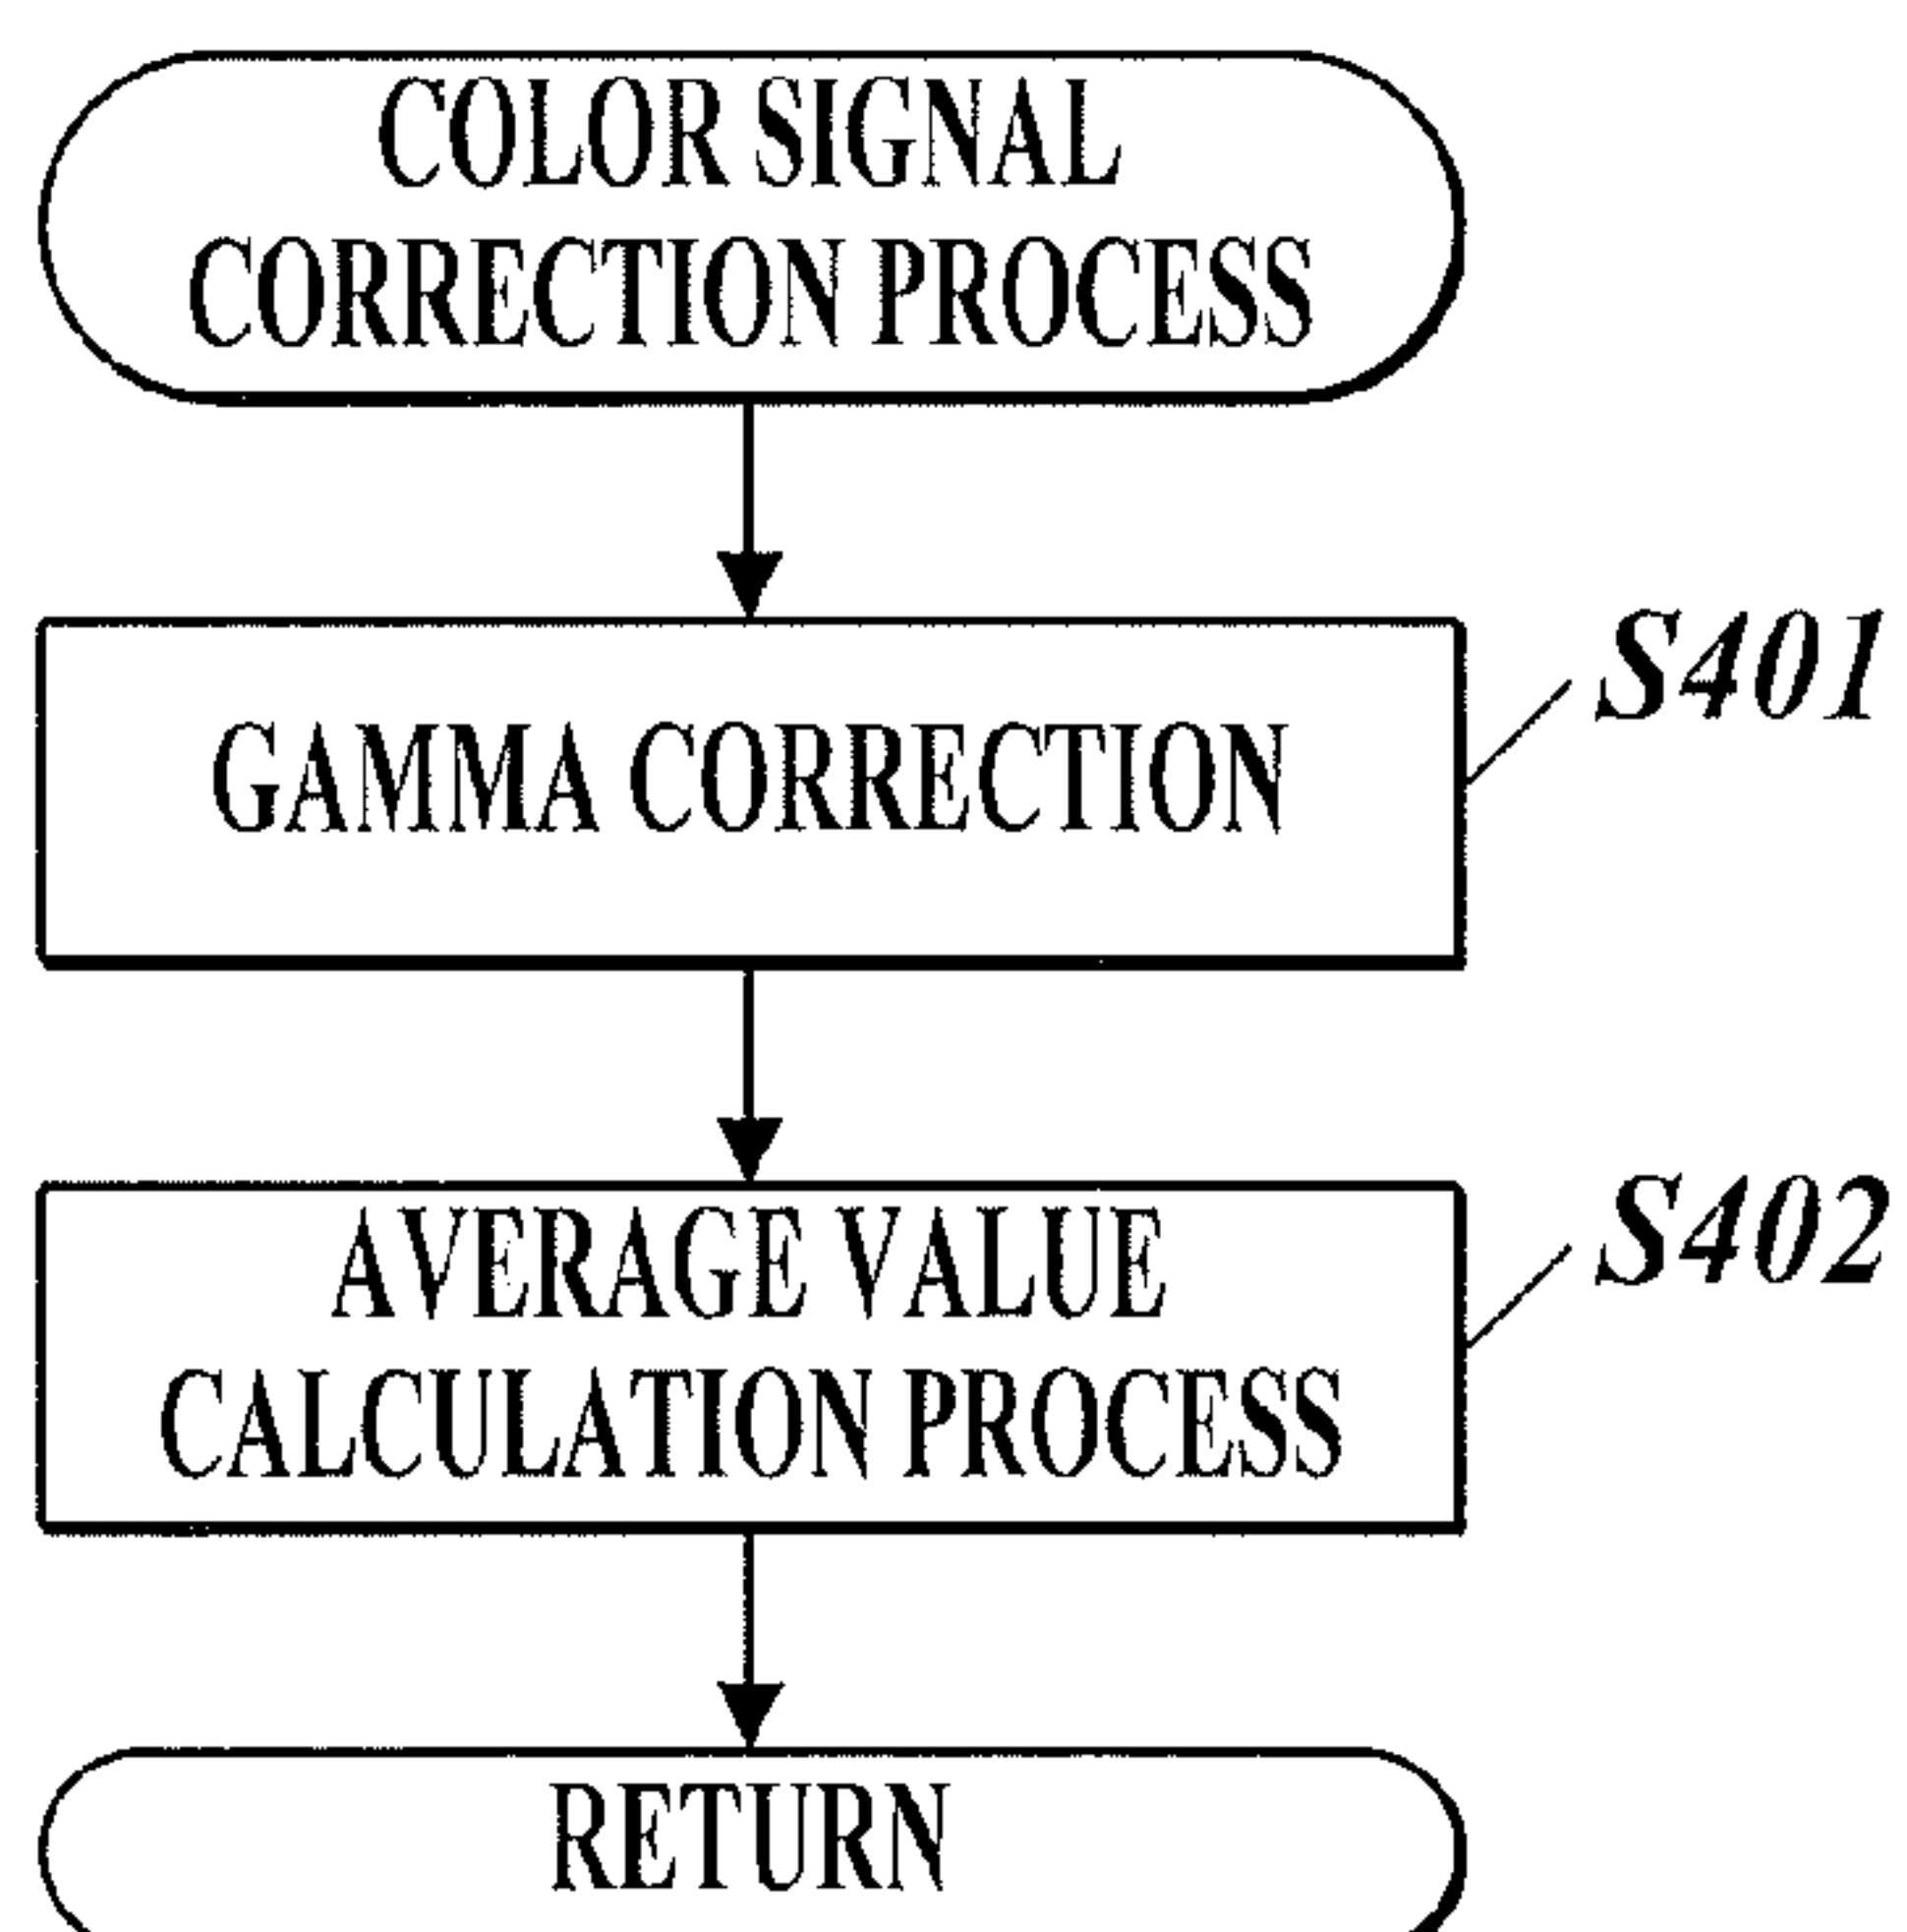 COLOR SIGNAL
CORRECTION PROCESS
S401
GAMMA CORRECTION
S402
AVERAGE VALUE
CALCULATION PROCESS
RETURN